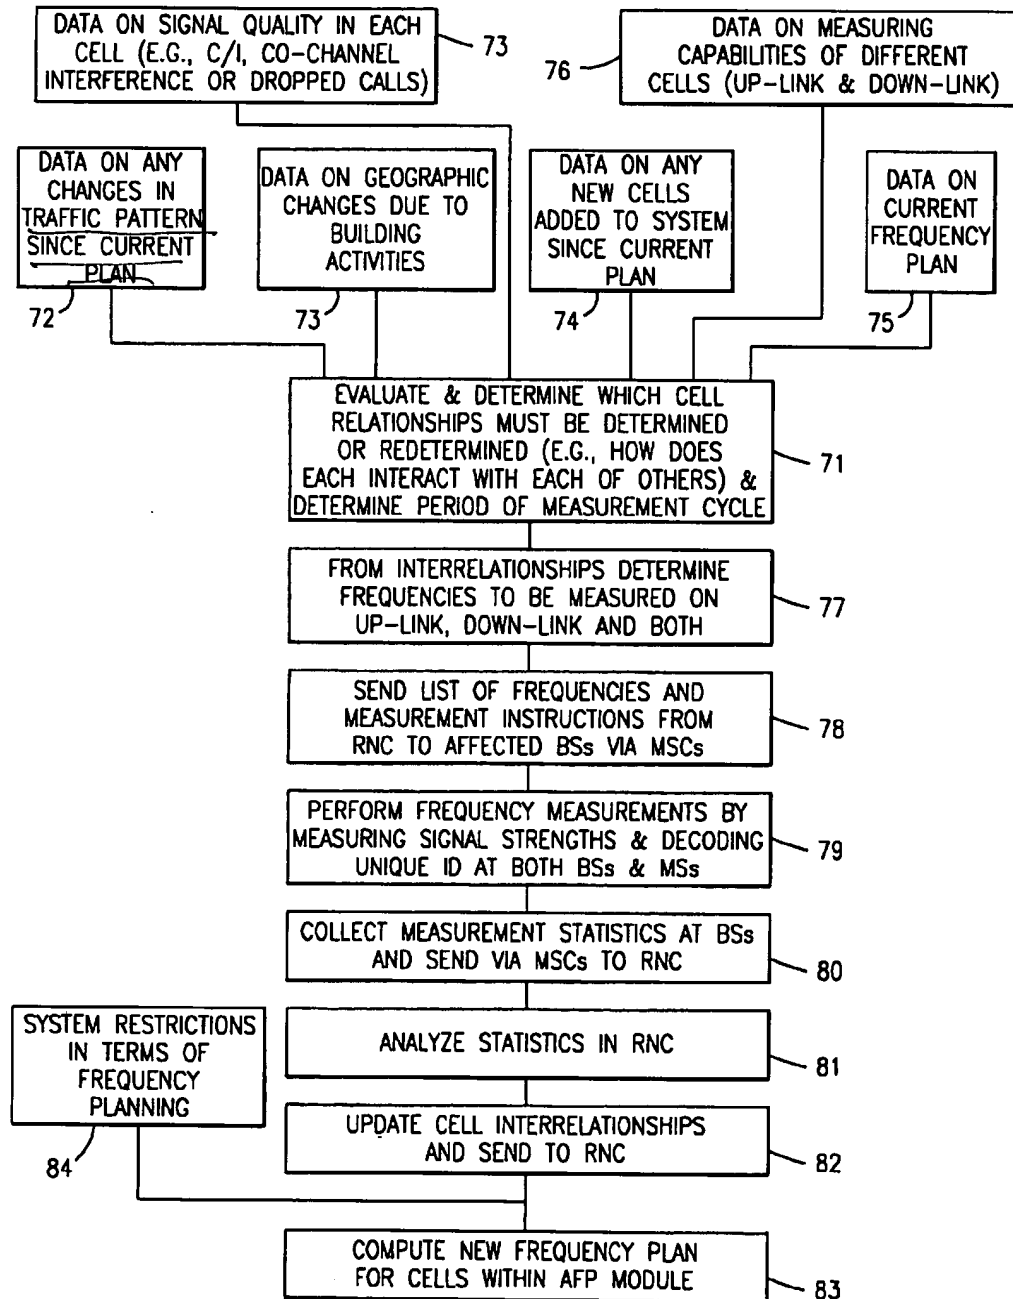 DATA ON SIGNAL QUALITY IN EACH
CELL (E.G., C/I, CO-CHANNEL
INTERFERENCE OR DROPPED CALLS)
73
76
DATA ON MEASURING
CAPABILITIES OF DIFFERENT
CELLS (UP-LINK & DOWN-LINK)
DATA ON ANY
CHANGES IN
TRAFFIC PATTERN
SINCE CURRENT
PLAN
72
DATA ON GEOGRAPHIC
CHANGES DUE TO
BUILDING
ACTIVITIES
73
DATA ON ANY
NEW CELLS
ADDED TO SYSTEM
SINCE CURRENT
PLAN
74
DATA ON
CURRENT
FREQUENCY
PLAN
75
EVALUATE & DETERMINE WHICH CELL
RELATIONSHIPS MUST BE DETERMINED
OR REDETERMINED (E.G., HOW DOES
EACH INTERACT WITH EACH OF OTHERS) &
DETERMINE PERIOD OF MEASUREMENT CYCLE
71
FROM INTERRELATIONSHIPS DETERMINE
FREQUENCIES TO BE MEASURED ON
UP-LINK, DOWN-LINK AND BOTH
77
SEND LIST OF FREQUENCIES AND
MEASUREMENT INSTRUCTIONS FROM
RNC TO AFFECTED BSs VIA MSCs
78
PERFORM FREQUENCY MEASUREMENTS BY
MEASURING SIGNAL STRENGTHS & DECODING
UNIQUE ID AT BOTH BSs & MSs
79
COLLECT MEASUREMENT STATISTICS AT BSs
AND SEND VIA MSCs TO RNC
80
SYSTEM RESTRICTIONS
IN TERMS OF
FREQUENCY
PLANNING
84
ANALYZE STATISTICS IN RNC
81
UPDATE CELL INTERRELATIONSHIPS
AND SEND TO RNC
82
COMPUTE NEW FREQUENCY PLAN
FOR CELLS WITHIN AFP MODULE
83